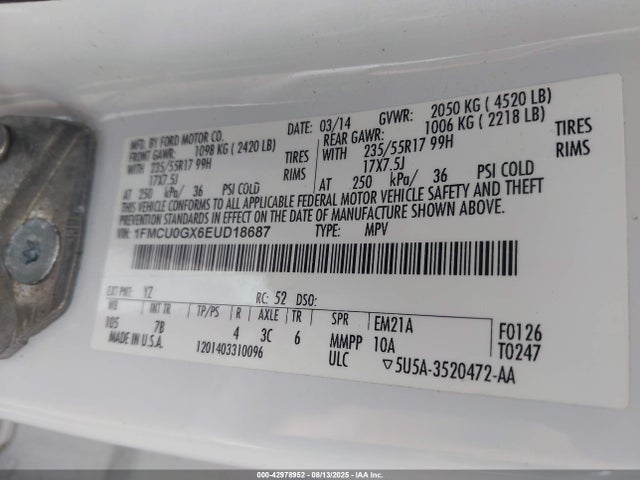 MFD. BY FORD MOTOR CO.
DATE: 03/14 GVWR: 2050 KG ( 4520 LB)
FRONT GAWR: 1098 KG ( 2420 LB) REAR GAWR: 1006 KG ( 2218 LB)
WITH 235/55R17 99H TIRES WITH 235/55R17 99H TIRES
17X7.5J RIMS 17X7.5J RIMS
AT 250 kPa/ 36 PSI COLD AT 250 kPa/ 36 PSI COLD
CONFORMS TO ALL APPLICABLE FEDERAL MOTOR VEHICLE SAFETY AND THEFT
PREVENTION STANDARDS IN EFFECT ON THE DATE OF MANUFACTURE SHOWN ABOVE.
VIN: 1FMCU0GX6EUD18687 TYPE: MPV
EXT PNT: YZ RC: 52 DSO:
WB INT TR TP/PS R AXLE TR SPR EM21A F0126
105 7B 4 3C 6 MMPP 10A T0247
MADE IN U.S.A. 1201403310096 ULC ▽5U5A-3520472-AA
000-42978952 - 08/13/2025 - IAA Inc.